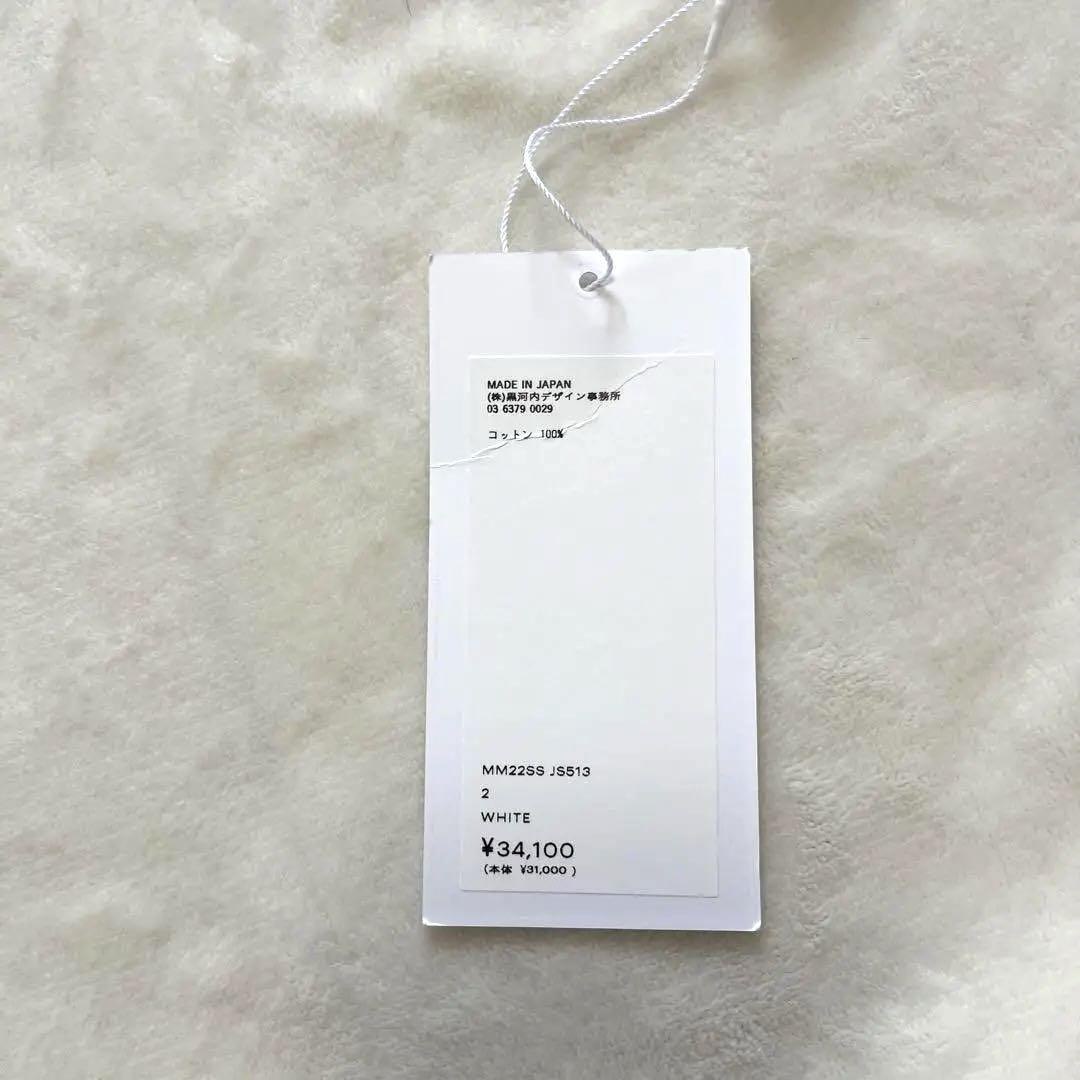 MADE IN JAPAN
(株)黒河内デザイン事務所
03 6379 0029
コットン 100%
MM22SS JS513
2
WHITE
¥34,100
(本体 ¥31,000 )